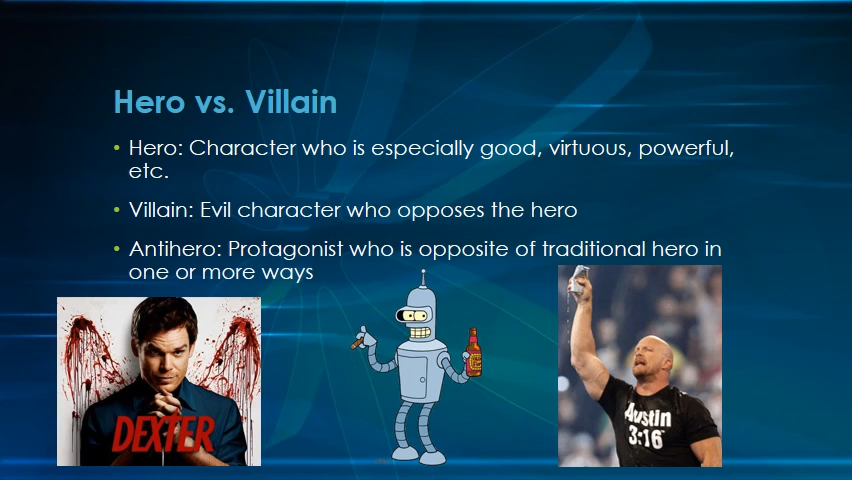 Hero vs. Villain
• Hero: Character who is especially good, virtuous, powerful,
etc.
• Villain: Evil character who opposes the hero
• Antihero: Protagonist who is opposite of traditional hero in
one or more ways
DEXTER
Austin
3:16